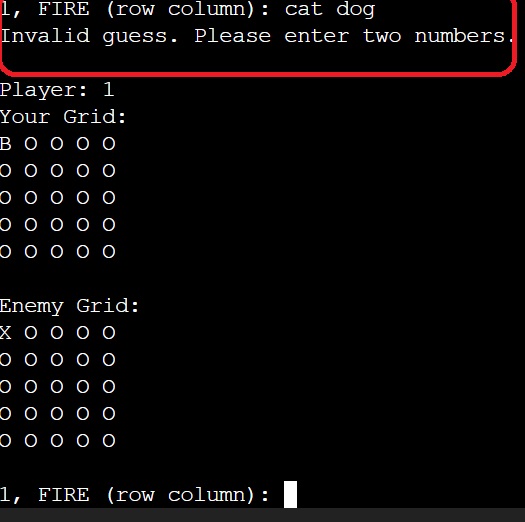 1, FIRE (row column): cat dog
Invalid guess. Please enter two numbers.
Player: 1
Your Grid:
B O O O O
O O O O O
O O O O O
O O O O O
O O O O O
Enemy Grid:
X O O O O
O O O O O
O O O O O
O O O O O
O O O O O
1, FIRE (row column):